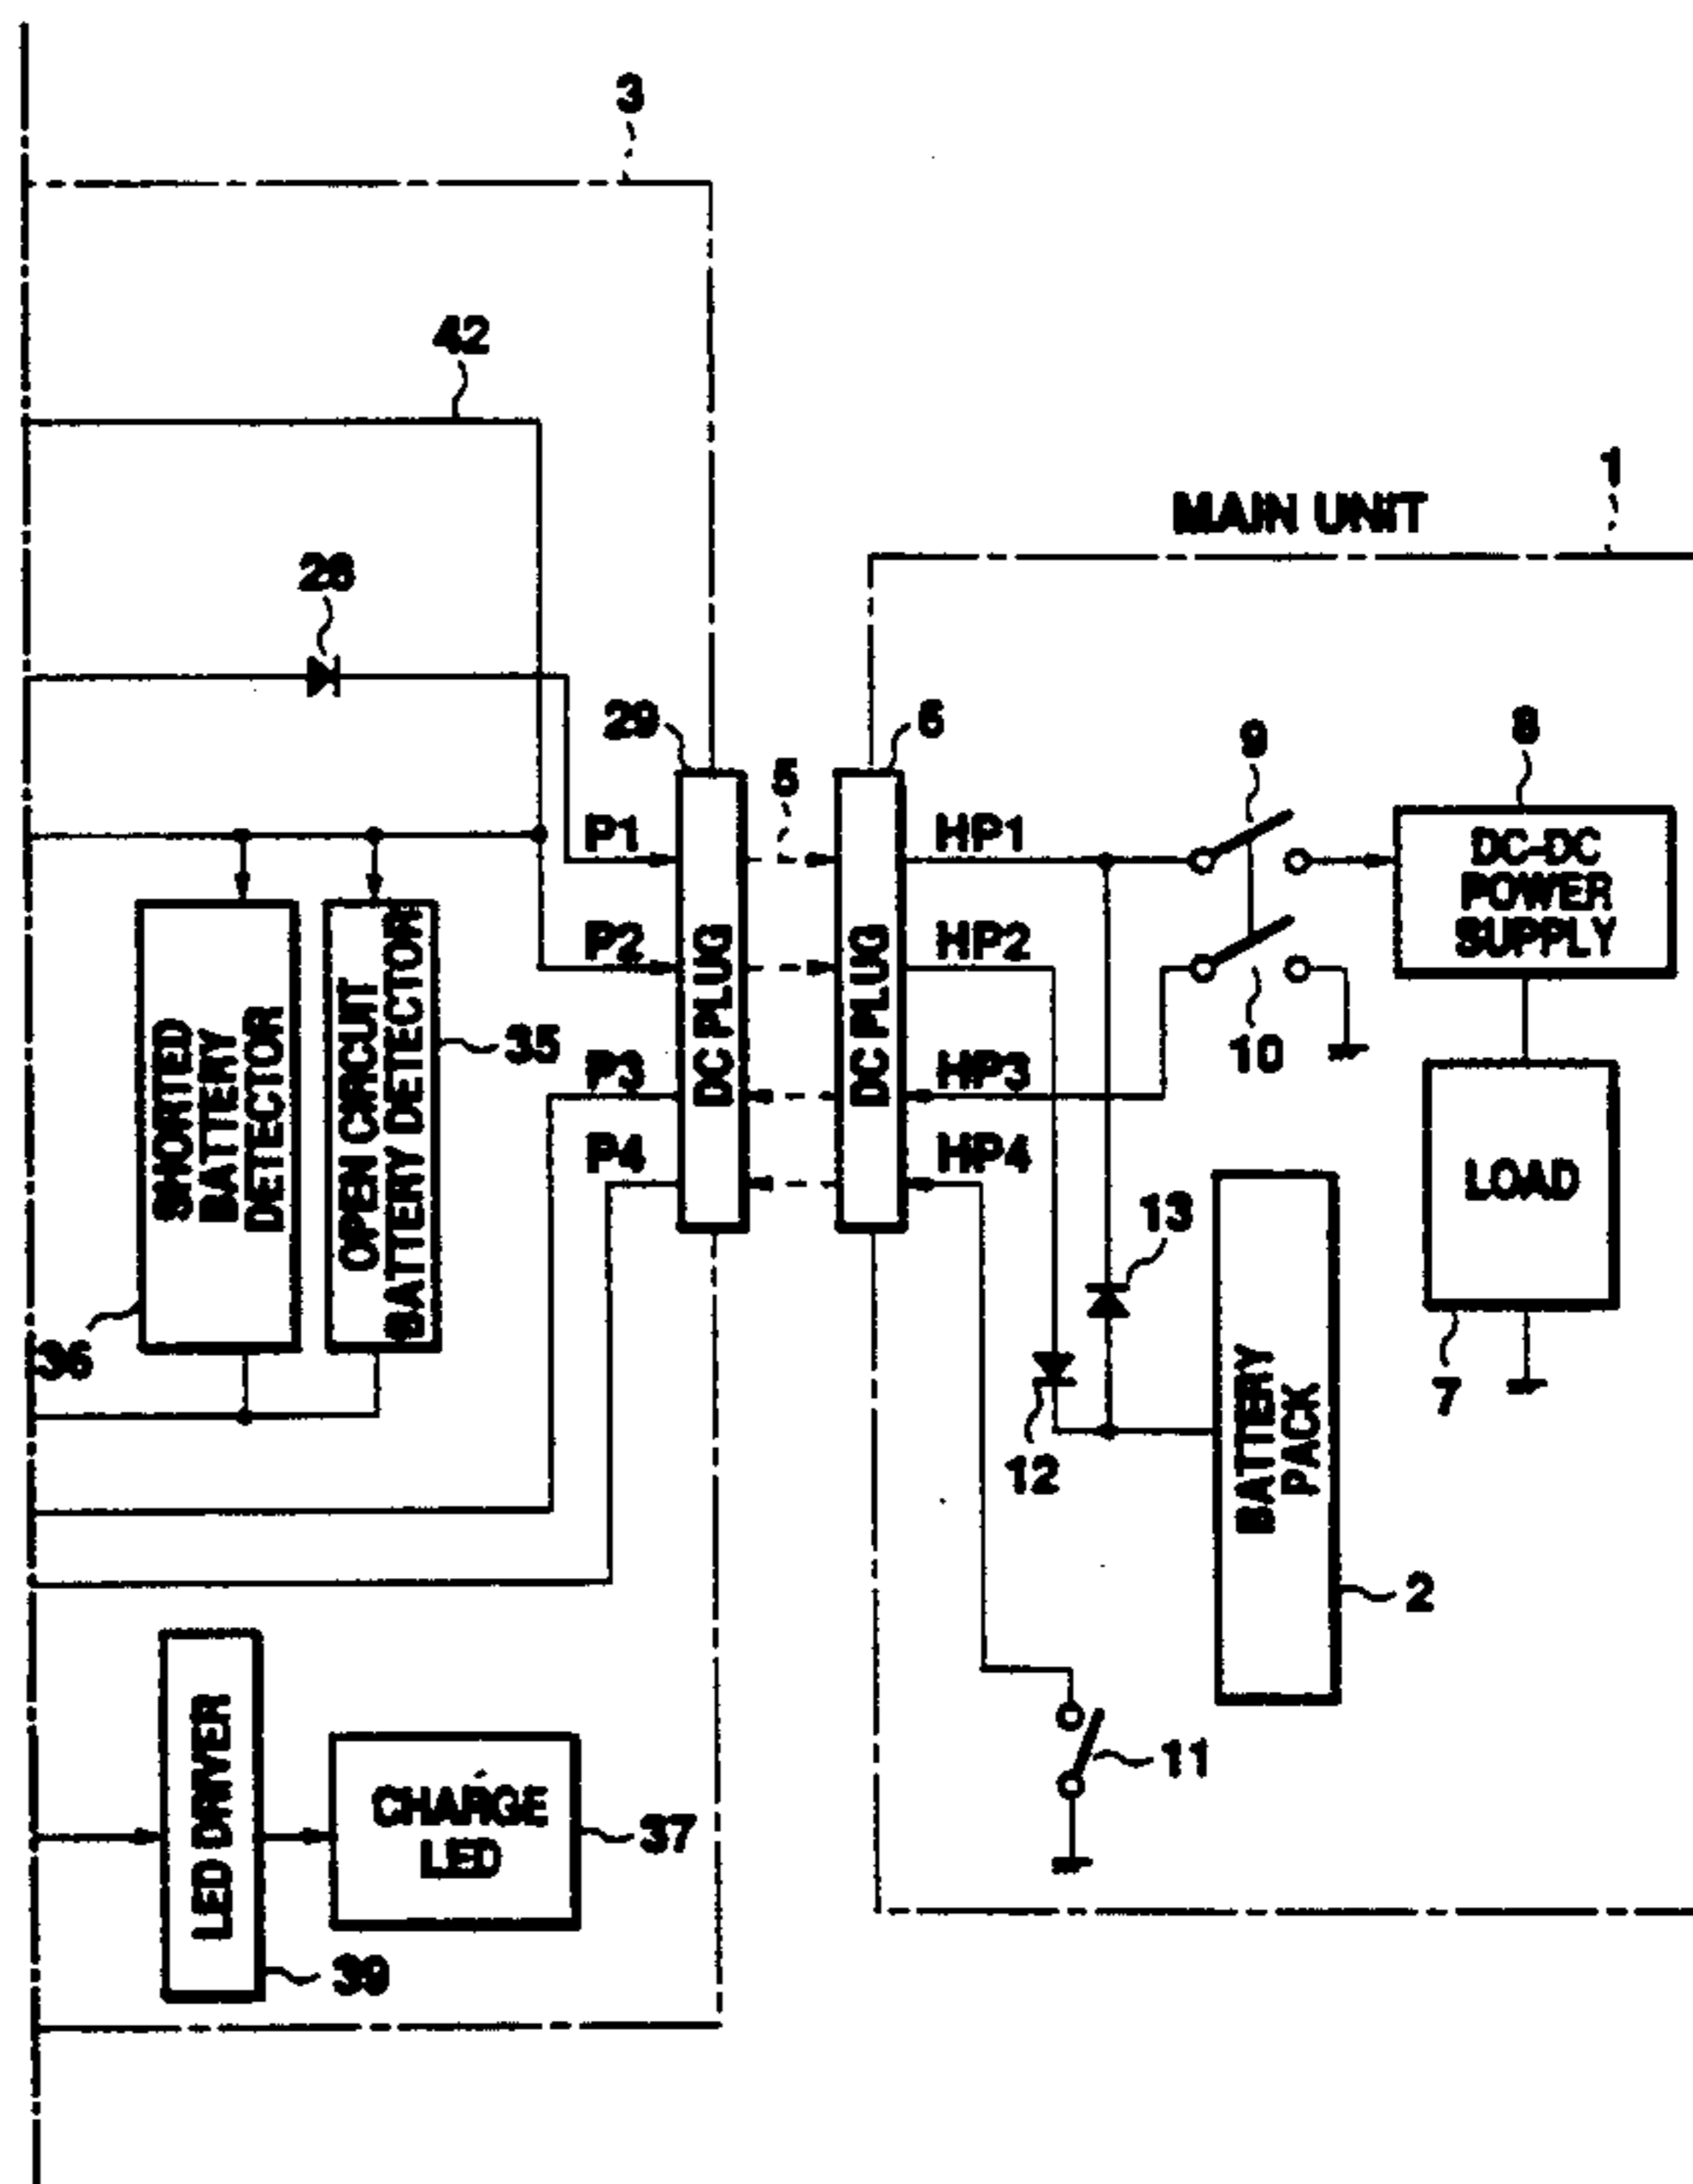 3
42
MAIN UNIT
1
28
29
5
6
9
8
P1
HP1
DC-DC
POWER
SUPPLY
P2
HP2
DC PLUG
DC PLUG
10
SHORTED
BATTERY
DETECTOR
OPEN CIRCUIT
BATTERY DETECTOR
35
P3
HP3
P4
HP4
LOAD
13
36
7
12
BATTERY
PACK
2
LED DRIVER
CHARGE
LED
37
11
39